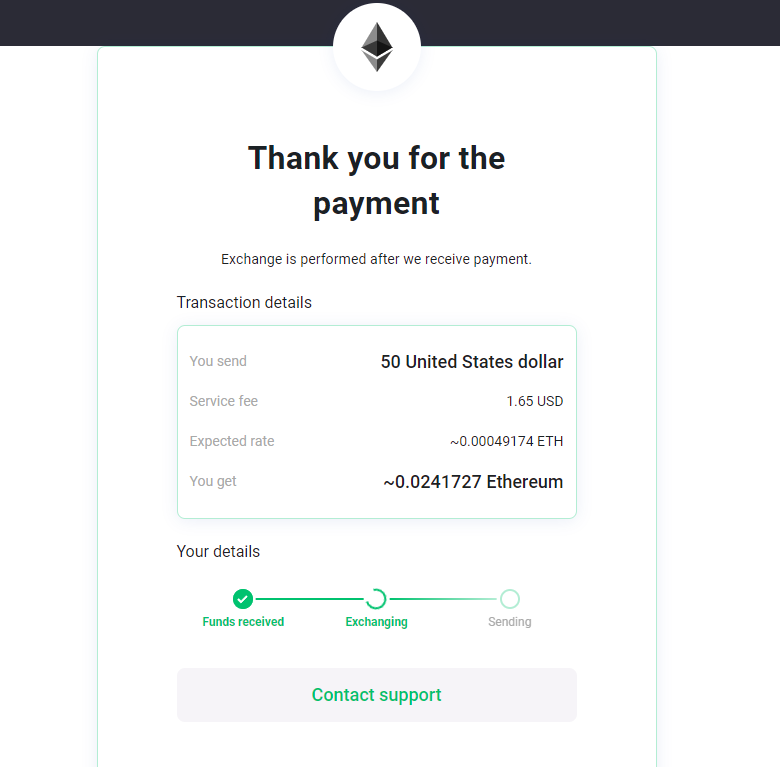 Thank you for the
payment
Exchange is performed after we receive payment.
Transaction details
You send 50 United States dollar
Service fee 1.65 USD
Expected rate ~0.00049174 ETH
You get ~0.0241727 Ethereum
Your details
Funds received Exchanging Sending
Contact support